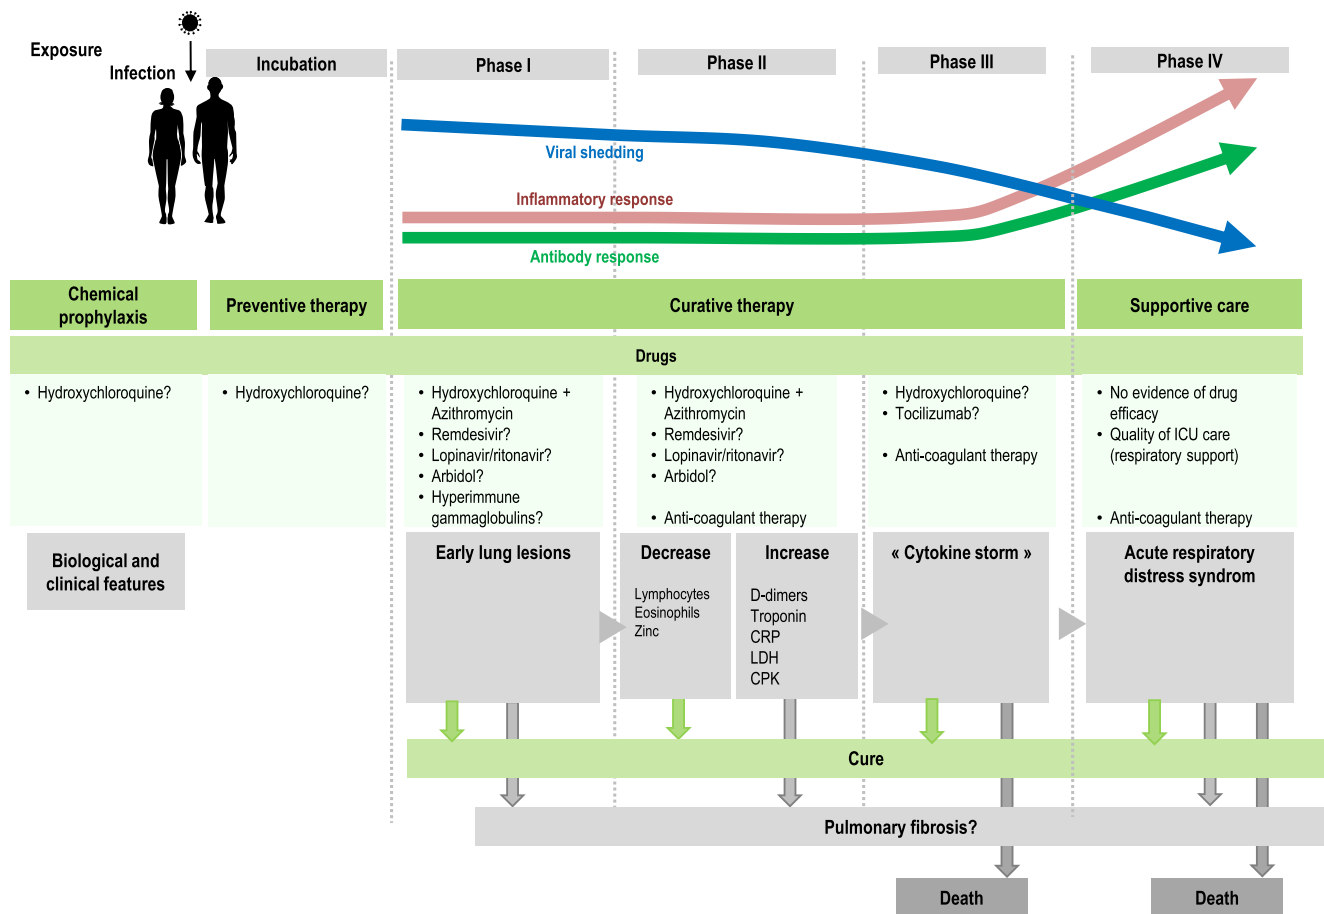 Exposure
Infection
Incubation
Phase I
Phase II
Phase III
Phase IV
Viral shedding
Inflammatory response
Antibody response
Chemical
prophylaxis
Preventive therapy
Curative therapy
Supportive care
Drugs
• Hydroxychloroquine?
• Hydroxychloroquine?
• Hydroxychloroquine +
Azithromycin
• Remdesivir?
• Lopinavir/ritonavir?
• Arbidol?
• Hyperimmune
gammaglobulins?
• Hydroxychloroquine +
Azithromycin
• Remdesivir?
• Lopinavir/ritonavir?
• Arbidol?
• Anti-coagulant therapy
• Hydroxychloroquine?
• Tocilizumab?
• Anti-coagulant therapy
• No evidence of drug
efficacy
• Quality of ICU care
(respiratory support)
• Anti-coagulant therapy
Biological and
clinical features
Early lung lesions
Decrease
Lymphocytes
Eosinophils
Zinc
Increase
D-dimers
Troponin
CRP
LDH
CPK
« Cytokine storm »
Acute respiratory
distress syndrom
Cure
Pulmonary fibrosis?
Death
Death